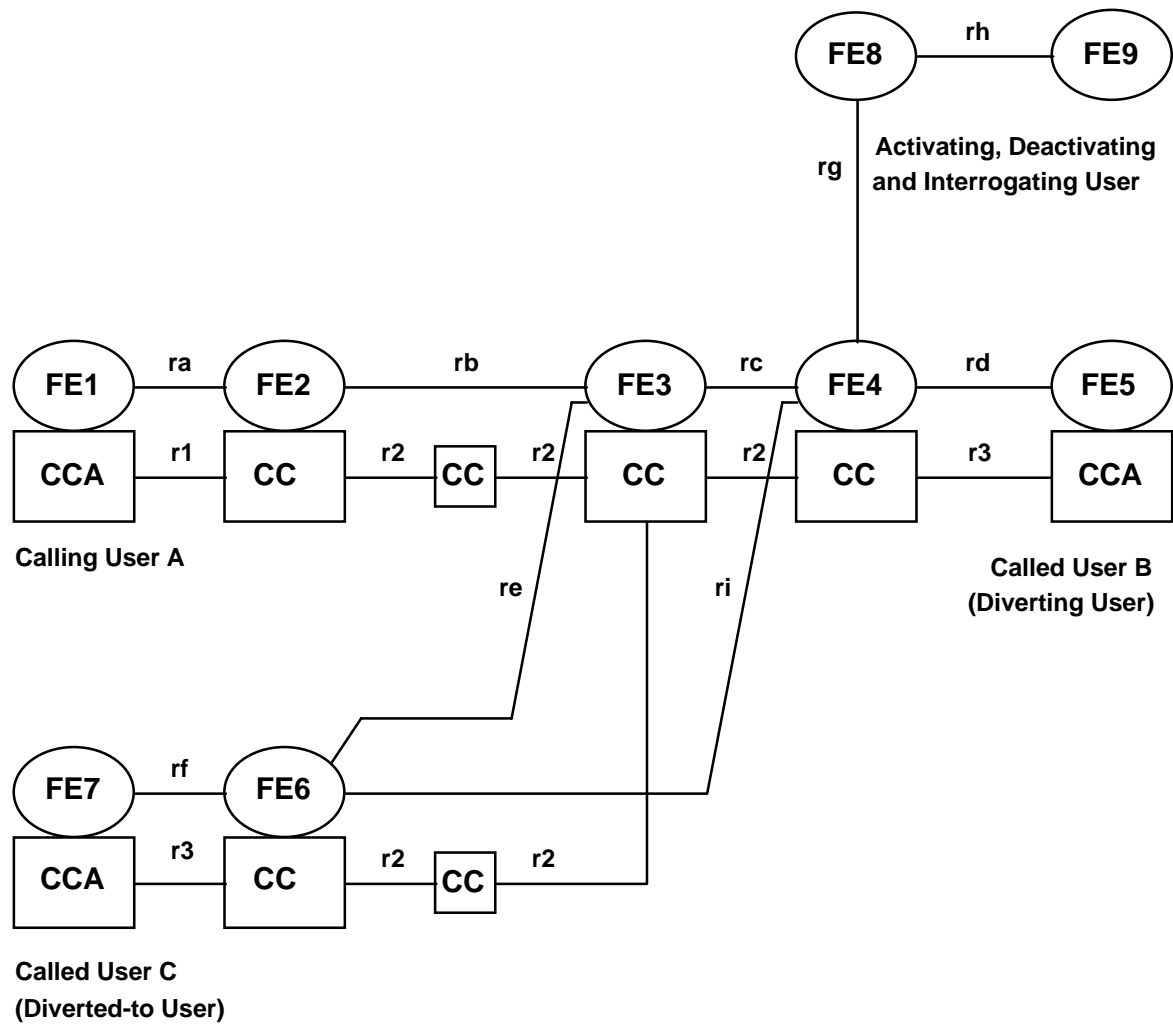 FE8 rh FE9
Activating, Deactivating
and Interrogating User
rg
FE1 ra FE2 rb FE3 rc FE4 rd FE5
CCA r1 CC r2 CC r2 CC r2 CC r3 CCA
Calling User A
Called User B
(Diverting User)
re ri
FE7 rf FE6
CCA r3 CC r2 CC r2
Called User C
(Diverted-to User)